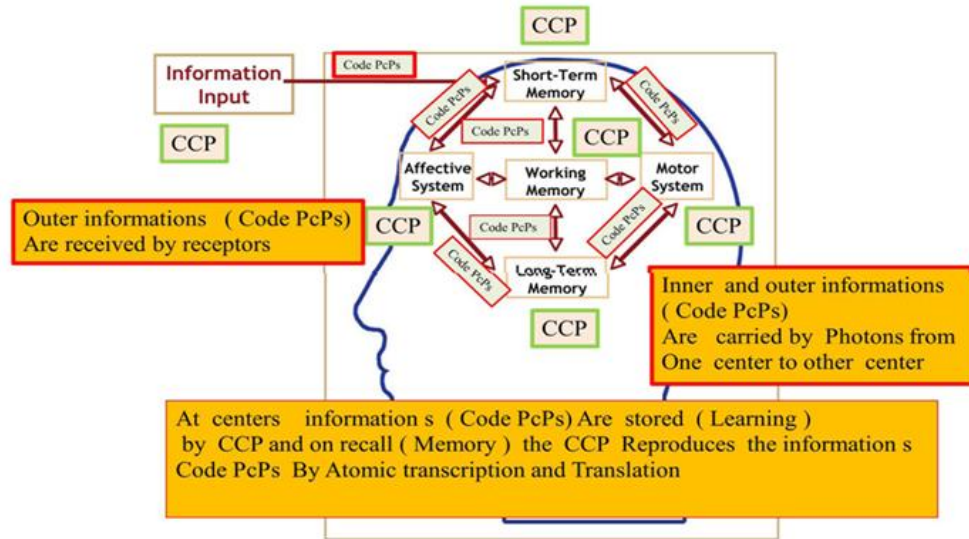 CCP
Code PcPs
Information
Input
CCP
Short-Term
Memory
Code PcPs
Code PcPs
Code PcPs
CCP
Affective
System
Working
Memory
Motor
System
Outer informations ( Code PcPs)
Are received by receptors
CCP
Code PcPs
Code PcPs
Code PcPs
CCP
Long-Term
Memory
CCP
Inner and outer informations
( Code PcPs)
Are carried by Photons from
One center to other center
At centers information s ( Code PcPs) Are stored ( Learning )
by CCP and on recall ( Memory ) the CCP Reproduces the information s
Code PcPs By Atomic transcription and Translation